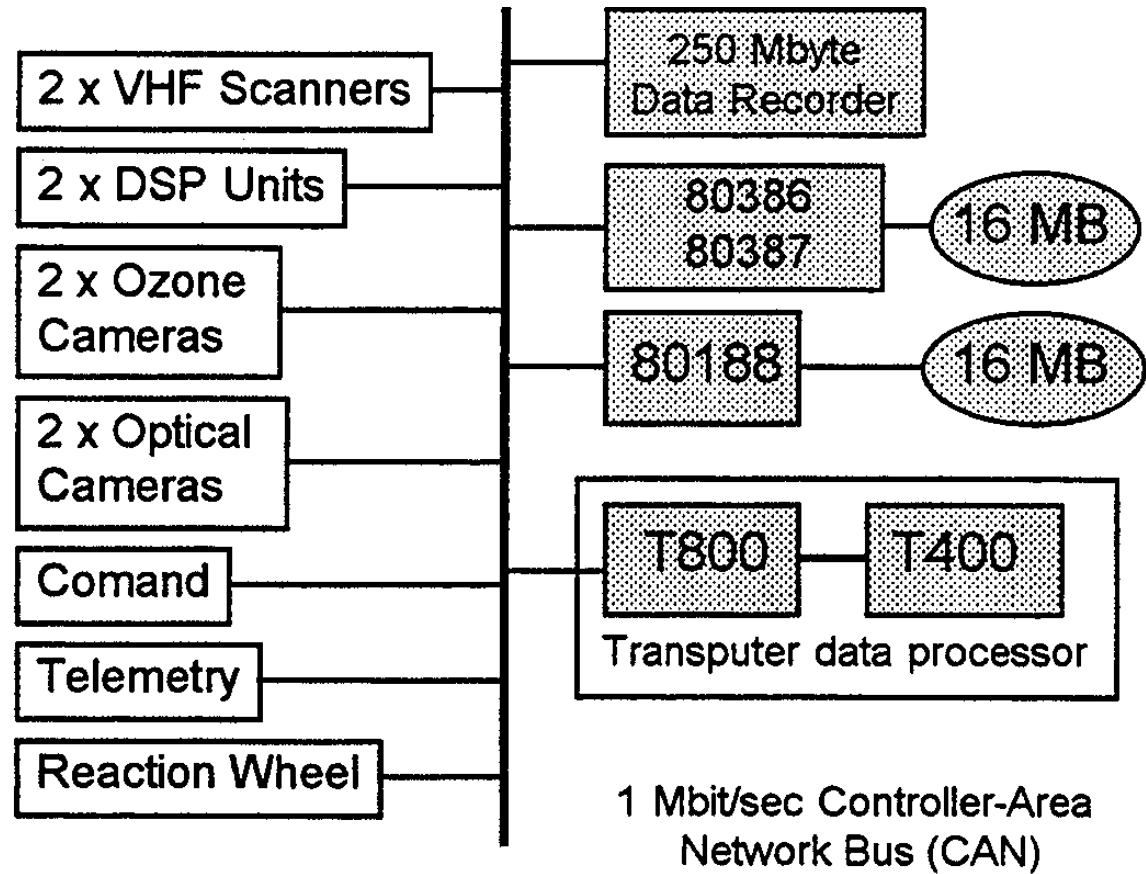 2 x VHF Scanners
2 x DSP Units
2 x Ozone
Cameras
2 x Optical
Cameras
Comand
Telemetry
Reaction Wheel
250 Mbyte
Data Recorder
80386
80387
16 MB
80188
16 MB
T800
T400
Transputer data processor
1 Mbit/sec Controller-Area
Network Bus (CAN)